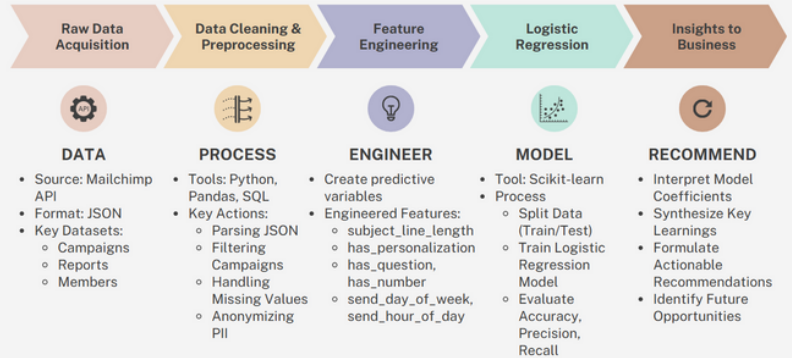 Raw Data
Acquisition
Data Cleaning &
Preprocessing
Feature
Engineering
Logistic
Regression
Insights to
Business
API
DATA
• Source: Mailchimp
API
• Format: JSON
• Key Datasets:
◦ Campaigns
◦ Reports
◦ Members
PROCESS
• Tools: Python,
Pandas, SQL
• Key Actions:
◦ Parsing JSON
◦ Filtering
Campaigns
◦ Handling
Missing Values
◦ Anonymizing
PII
ENGINEER
• Create predictive
variables
• Engineered Features:
◦ subject_line_length
◦ has_personalization
◦ has_question,
has_number
◦ send_day_of_week,
send_hour_of_day
MODEL
• Tool: Scikit-learn
• Process
◦ Split Data
(Train/Test)
◦ Train Logistic
Regression
Model
◦ Evaluate
Accuracy,
Precision,
Recall
RECOMMEND
• Interpret Model
Coefficients
• Synthesize Key
Learnings
• Formulate
Actionable
Recommendations
• Identify Future
Opportunities